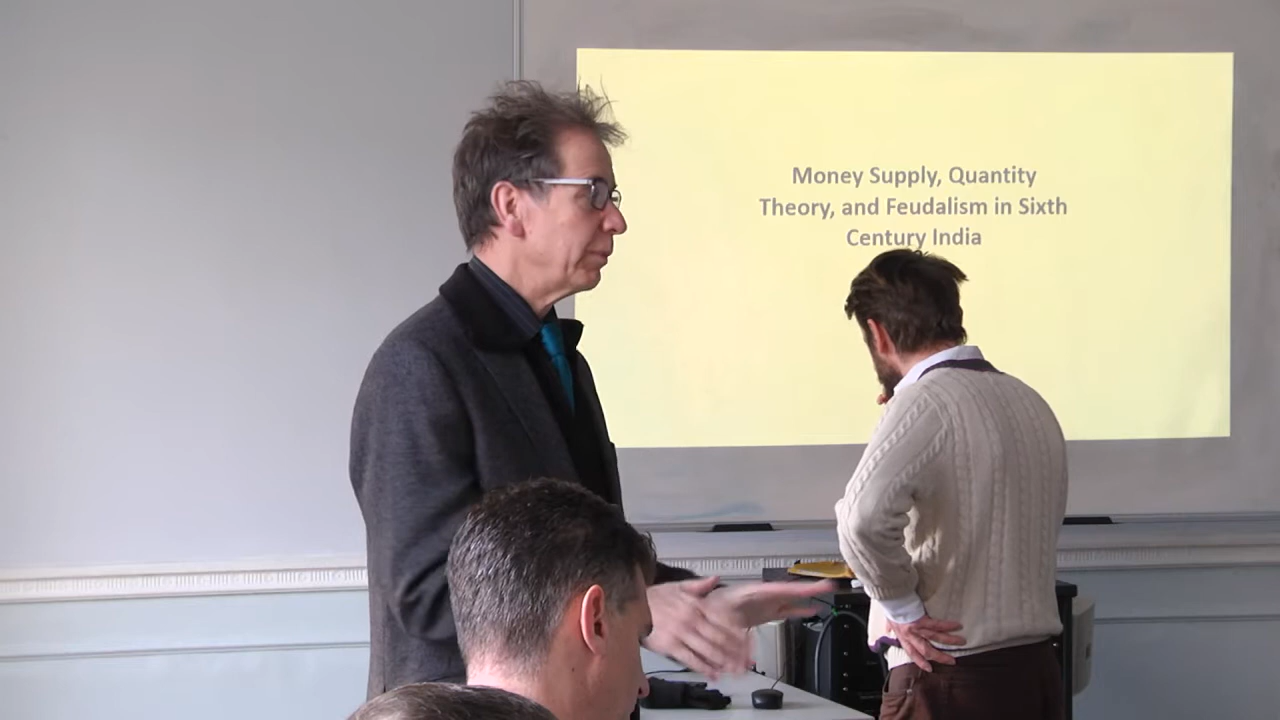 Money Supply, Quantity
Theory, and Feudalism in Sixth
Century India